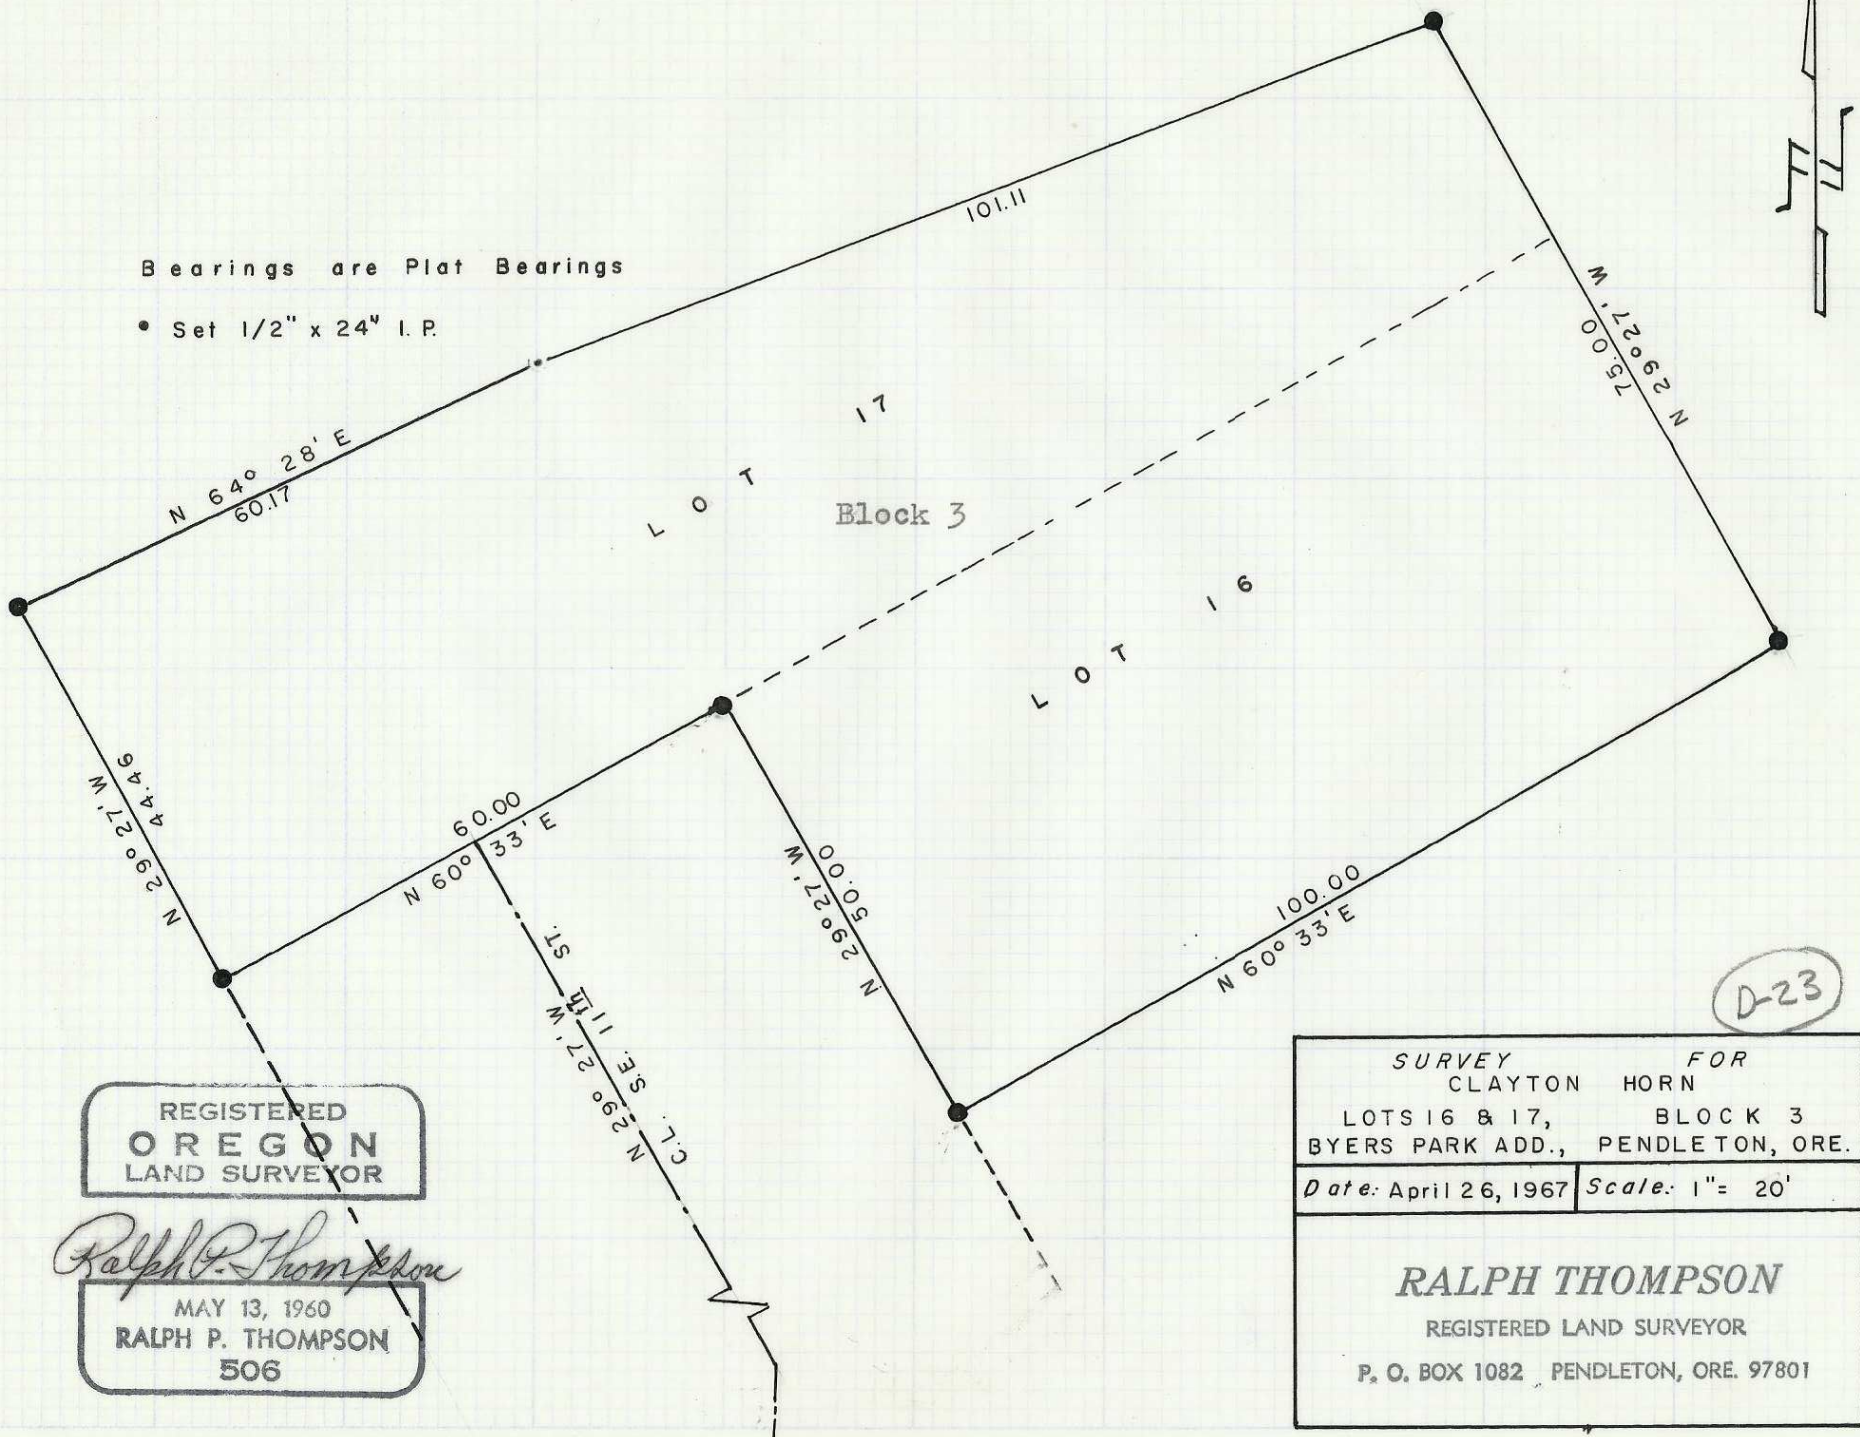 101.11
Bearings are Plat Bearings
• Set 1/2" x 24" I. P.
N 29° 27' W
75.00
N 64° 28' E
60.17
LOT 17
Block 3
LOT 16
44.46
N 29° 27' W
60.00
N 60° 33' E
50.00
N 29° 27' W
100.00
N 60° 33' E
C.L. S.E. 11th ST.
N 29° 27' W
D-23
SURVEY FOR
CLAYTON HORN
LOTS 16 & 17, BLOCK 3
BYERS PARK ADD., PENDLETON, ORE.
Date: April 26, 1967 Scale: 1"= 20'
RALPH THOMPSON
REGISTERED LAND SURVEYOR
P. O. BOX 1082 PENDLETON, ORE. 97801
REGISTERED
OREGON
LAND SURVEYOR
Ralph P. Thompson
MAY 13, 1960
RALPH P. THOMPSON
506